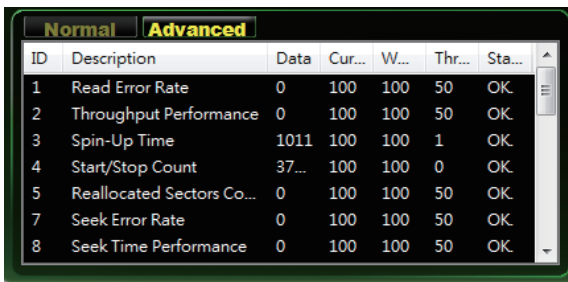 Normal Advanced
ID Description Data Cur... W... Thr... Sta...
1 Read Error Rate 0 100 100 50 OK.
2 Throughput Performance 0 100 100 50 OK.
3 Spin-Up Time 1011 100 100 1 OK.
4 Start/Stop Count 37... 100 100 0 OK.
5 Reallocated Sectors Co... 0 100 100 50 OK.
7 Seek Error Rate 0 100 100 50 OK.
8 Seek Time Performance 0 100 100 50 OK.